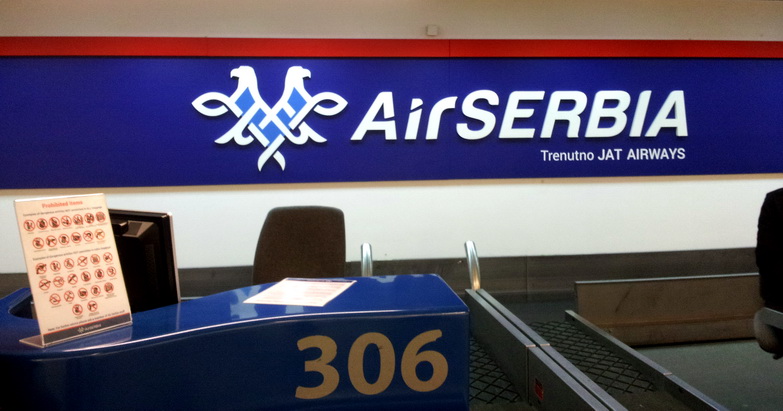 AirSERBIA
Trenutno JAT AIRWAYS
Prohibited Items
306